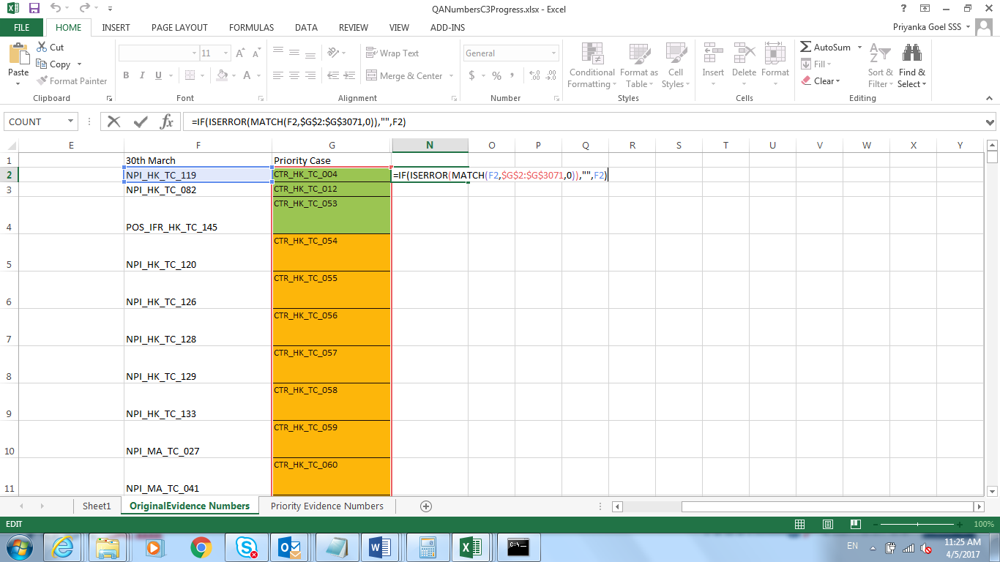 QANumbersC3Progress.xlsx - Excel
FILE HOME INSERT PAGE LAYOUT FORMULAS DATA REVIEW VIEW ADD-INS Priyanka Goel SSS
Paste
Cut
Copy
Format Painter
Clipboard
11
B I U
Font
Wrap Text
Merge & Center
Alignment
General
$ % ,
Number
Conditional Formatting
Format as Table
Cell Styles
Styles
Insert Delete Format
Cells
AutoSum
Fill
Clear
Sort & Filter
Find & Select
Editing
COUNT =IF(ISERROR(MATCH(F2,$G$2:$G$3071,0)),"",F2)
E F G N O P Q R S T U V W X Y
1 30th March Priority Case
2 NPI_HK_TC_119 CTR_HK_TC_004 =IF(ISERROR(MATCH(F2,$G$2:$G$3071,0)),"",F2)
3 NPI_HK_TC_082 CTR_HK_TC_012
4 POS_IFR_HK_TC_145 CTR_HK_TC_053
5 NPI_HK_TC_120 CTR_HK_TC_054
6 NPI_HK_TC_126 CTR_HK_TC_055
7 NPI_HK_TC_128 CTR_HK_TC_056
8 NPI_HK_TC_129 CTR_HK_TC_057
9 NPI_HK_TC_133 CTR_HK_TC_058
10 NPI_MA_TC_027 CTR_HK_TC_059
11 NPI_MA_TC_041 CTR_HK_TC_060
Sheet1 OriginalEvidence Numbers Priority Evidence Numbers
EDIT 100%
EN 11:25 AM
4/5/2017